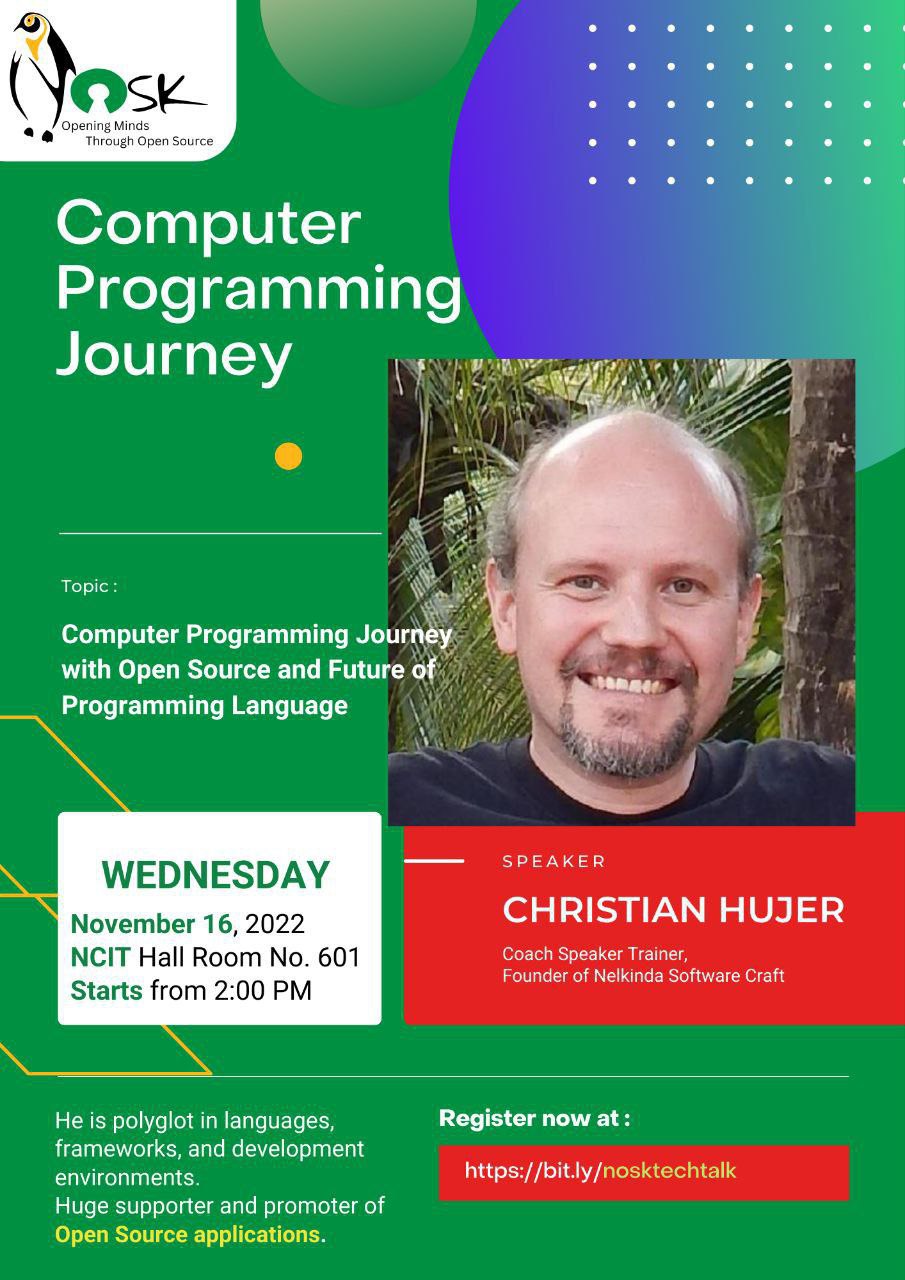 NOSK
Opening Minds
Through Open Source
Computer
Programming
Journey
Topic :
Computer Programming Journey
with Open Source and Future of
Programming Language
WEDNESDAY
November 16, 2022
NCIT Hall Room No. 601
Starts from 2:00 PM
SPEAKER
CHRISTIAN HUJER
Coach Speaker Trainer,
Founder of Nelkinda Software Craft
He is polyglot in languages,
frameworks, and development
environments.
Huge supporter and promoter of
Open Source applications.
Register now at :
https://bit.ly/nosktechtalk